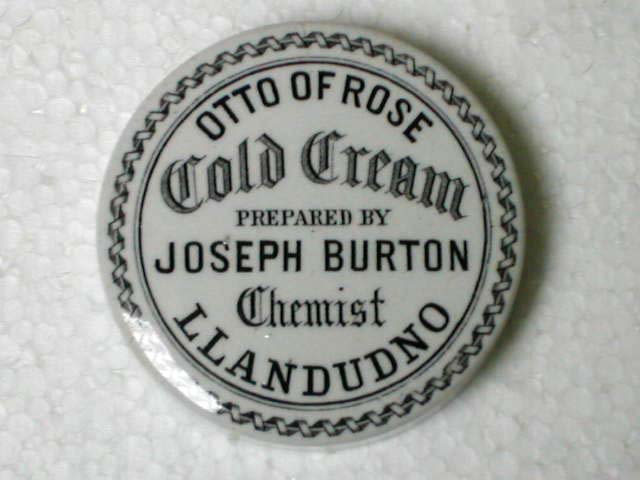 OTTO OF ROSE
Cold Cream
PREPARED BY
JOSEPH BURTON
Chemist
LLANDUDNO